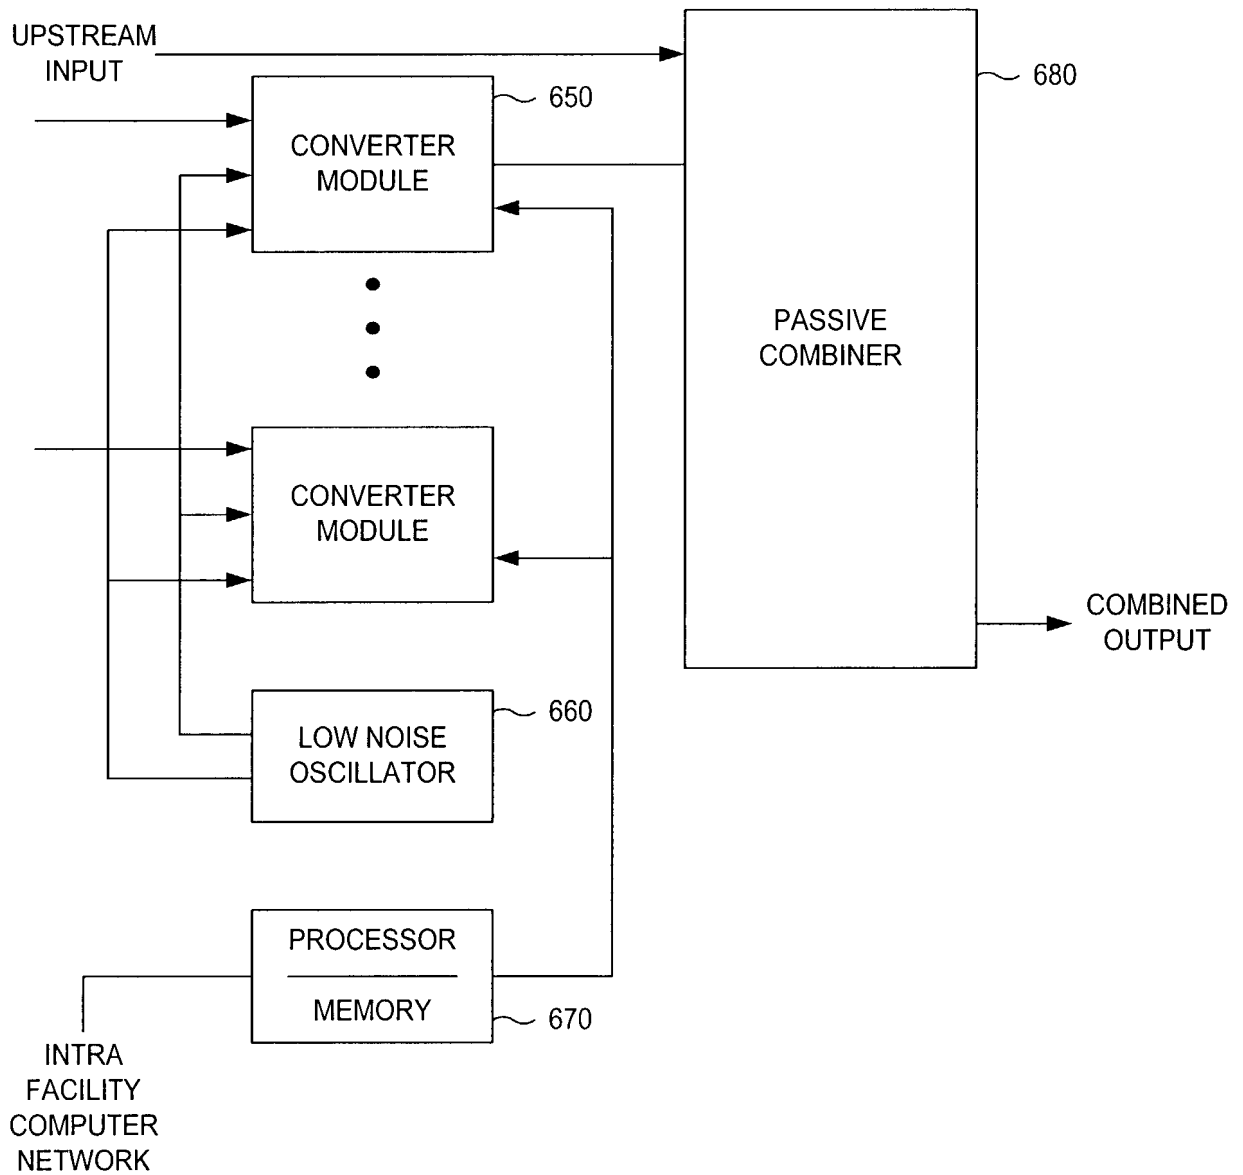 UPSTREAM
INPUT
680
650
CONVERTER
MODULE
PASSIVE
COMBINER
CONVERTER
MODULE
COMBINED
OUTPUT
660
LOW NOISE
OSCILLATOR
PROCESSOR
MEMORY
670
INTRA
FACILITY
COMPUTER
NETWORK